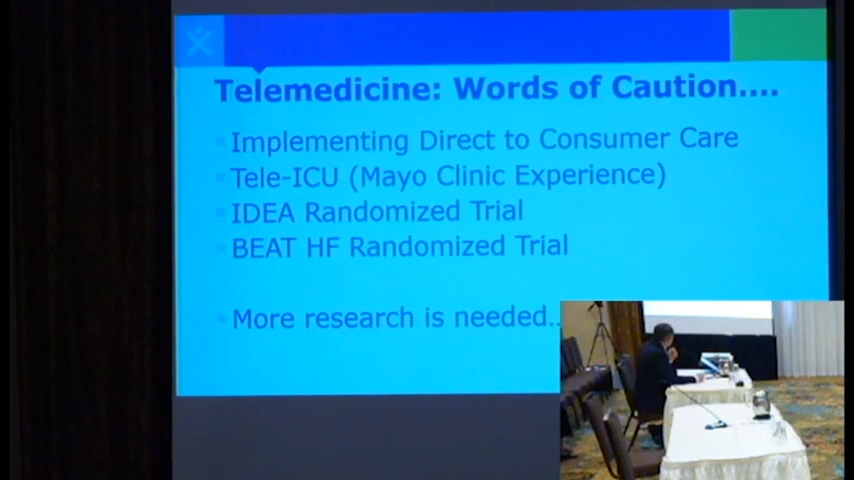 Telemedicine: Words of Caution....
Implementing Direct to Consumer Care
Tele-ICU (Mayo Clinic Experience)
IDEA Randomized Trial
BEAT HF Randomized Trial
More research is needed..